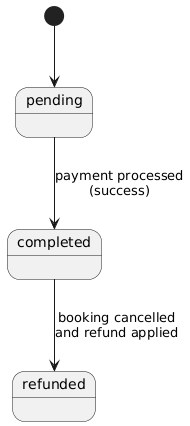 pending
payment processed
(success)
completed
booking cancelled
and refund applied
refunded